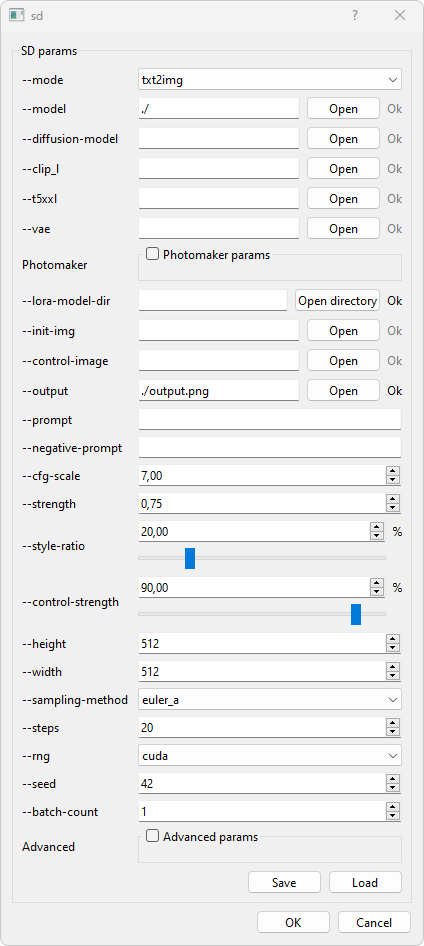 sd ?
SD params
--mode txt2img
--model ./ Open Ok
--diffusion-model Open Ok
--clip_l Open Ok
--t5xxl Open Ok
--vae Open Ok
Photomaker Photomaker params
--lora-model-dir Open directory Ok
--init-img Open Ok
--control-image Open Ok
--output ./output.png Open Ok
--prompt
--negative-prompt
--cfg-scale 7,00
--strength 0,75
--style-ratio 20,00 %
--control-strength 90,00 %
--height 512
--width 512
--sampling-method euler_a
--steps 20
--rng cuda
--seed 42
--batch-count 1
Advanced Advanced params
Save Load
OK Cancel